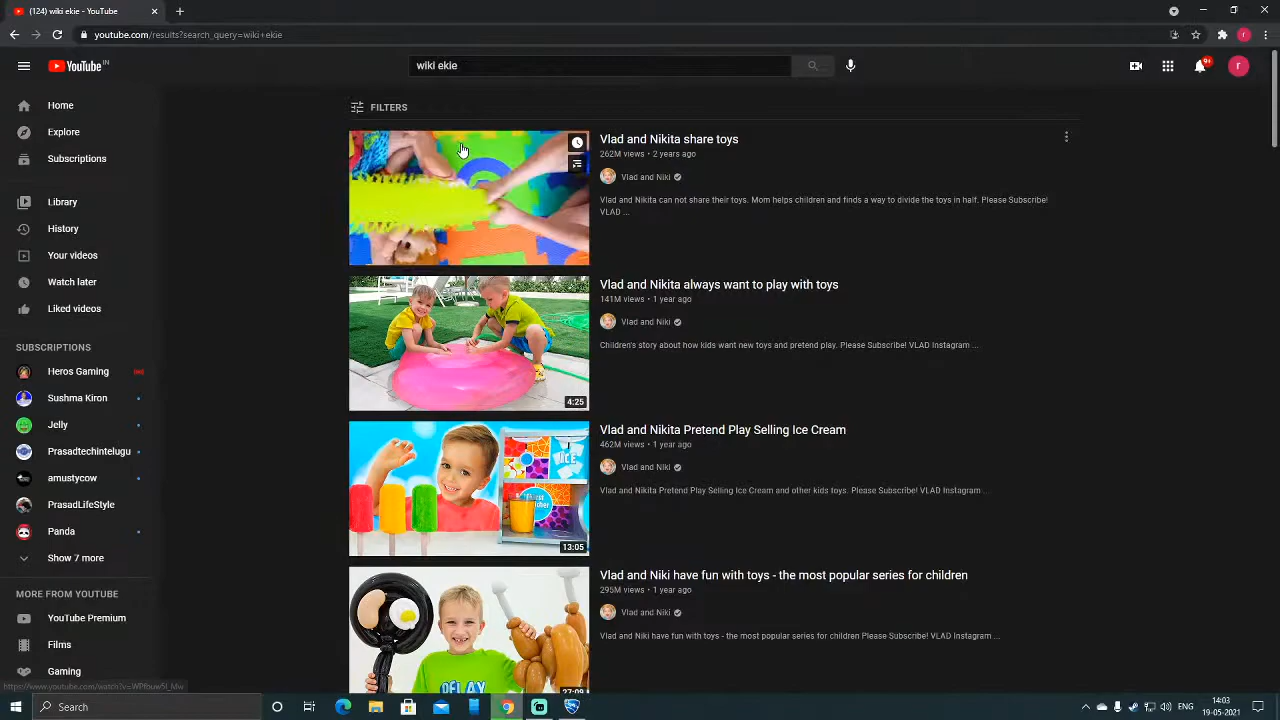 (124) wiki ekie - YouTube
youtube.com/results?search_query=wiki+ekie
r
YouTube IN
wiki ekie
9+
r
Home
Explore
Subscriptions
Library
History
Your videos
Watch later
Liked videos
SUBSCRIPTIONS
Heros Gaming
Sushma Kiron
Jelly
Prasadtechintelugu
amustycow
PrasadLifeStyle
Panda
Show 7 more
MORE FROM YOUTUBE
YouTube Premium
Films
Gaming
FILTERS
Vlad and Nikita share toys
262M views • 2 years ago
Vlad and Niki
Vlad and Nikita can not share their toys. Mom helps children and finds a way to divide the toys in half. Please Subscribe!
VLAD ...
4:25
Vlad and Nikita always want to play with toys
141M views • 1 year ago
Vlad and Niki
Children's story about how kids want new toys and pretend play. Please Subscribe! VLAD Instagram ...
ICE
13:05
Vlad and Nikita Pretend Play Selling Ice Cream
462M views • 1 year ago
Vlad and Niki
Vlad and Nikita Pretend Play Selling Ice Cream and other kids toys. Please Subscribe! VLAD Instagram ...
27:09
Vlad and Niki have fun with toys - the most popular series for children
295M views • 1 year ago
Vlad and Niki
Vlad and Niki have fun with toys - the most popular series for children Please Subscribe! VLAD Instagram ...
Search
ENG
14:03
19-05-2021